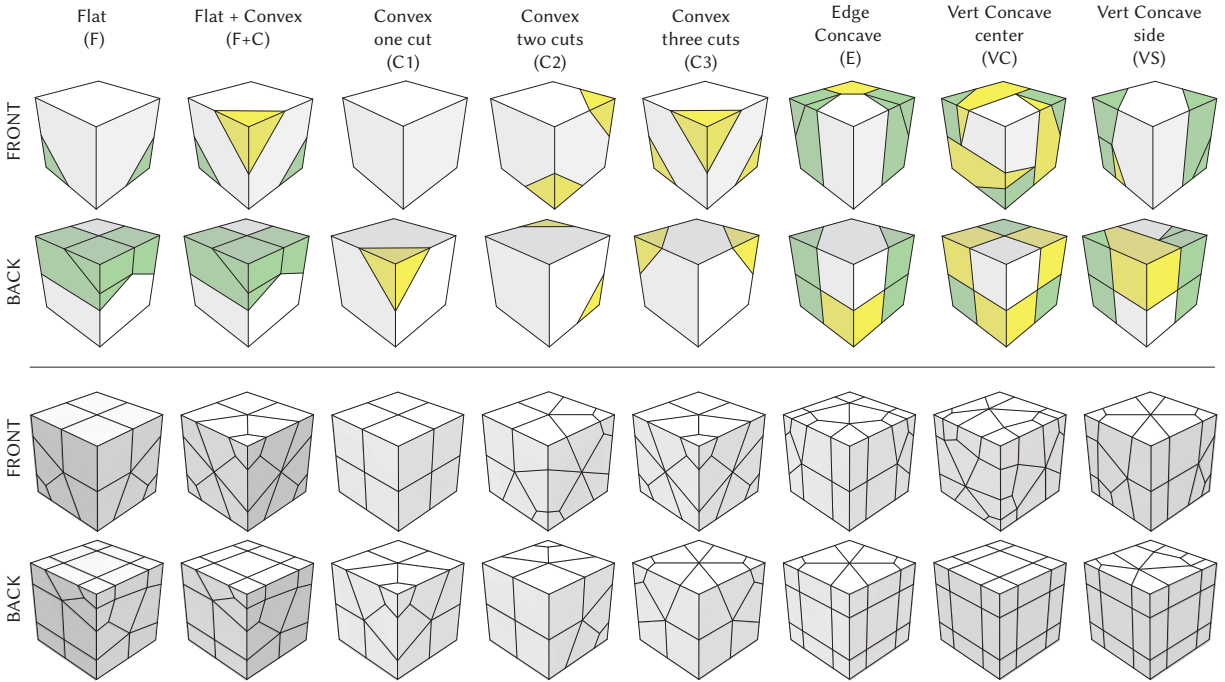 Flat
(F)
Flat + Convex
(F+C)
Convex
one cut
(C1)
Convex
two cuts
(C2)
Convex
three cuts
(C3)
Edge
Concave
(E)
Vert Concave
center
(VC)
Vert Concave
side
(VS)
FRONT
BACK
FRONT
BACK